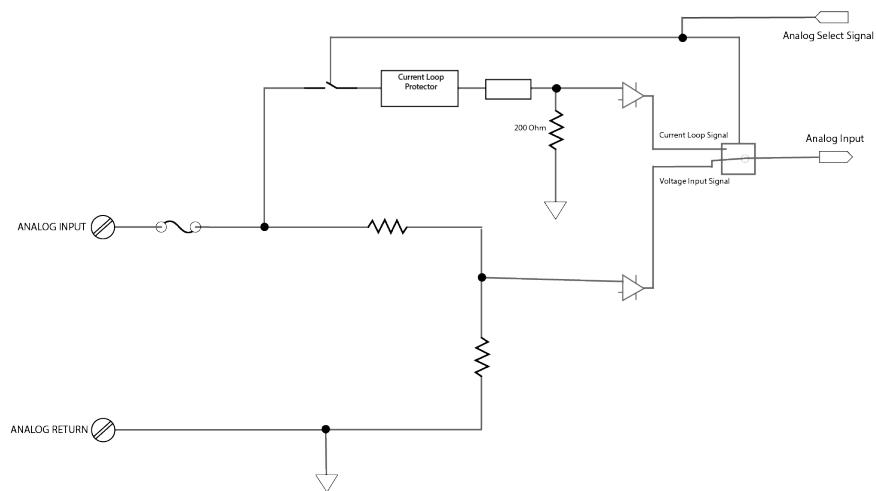 Analog Select Signal
Current Loop
Protector
200 Ohm
Current Loop Signal
Analog Input
Voltage Input Signal
ANALOG INPUT
ANALOG RETURN